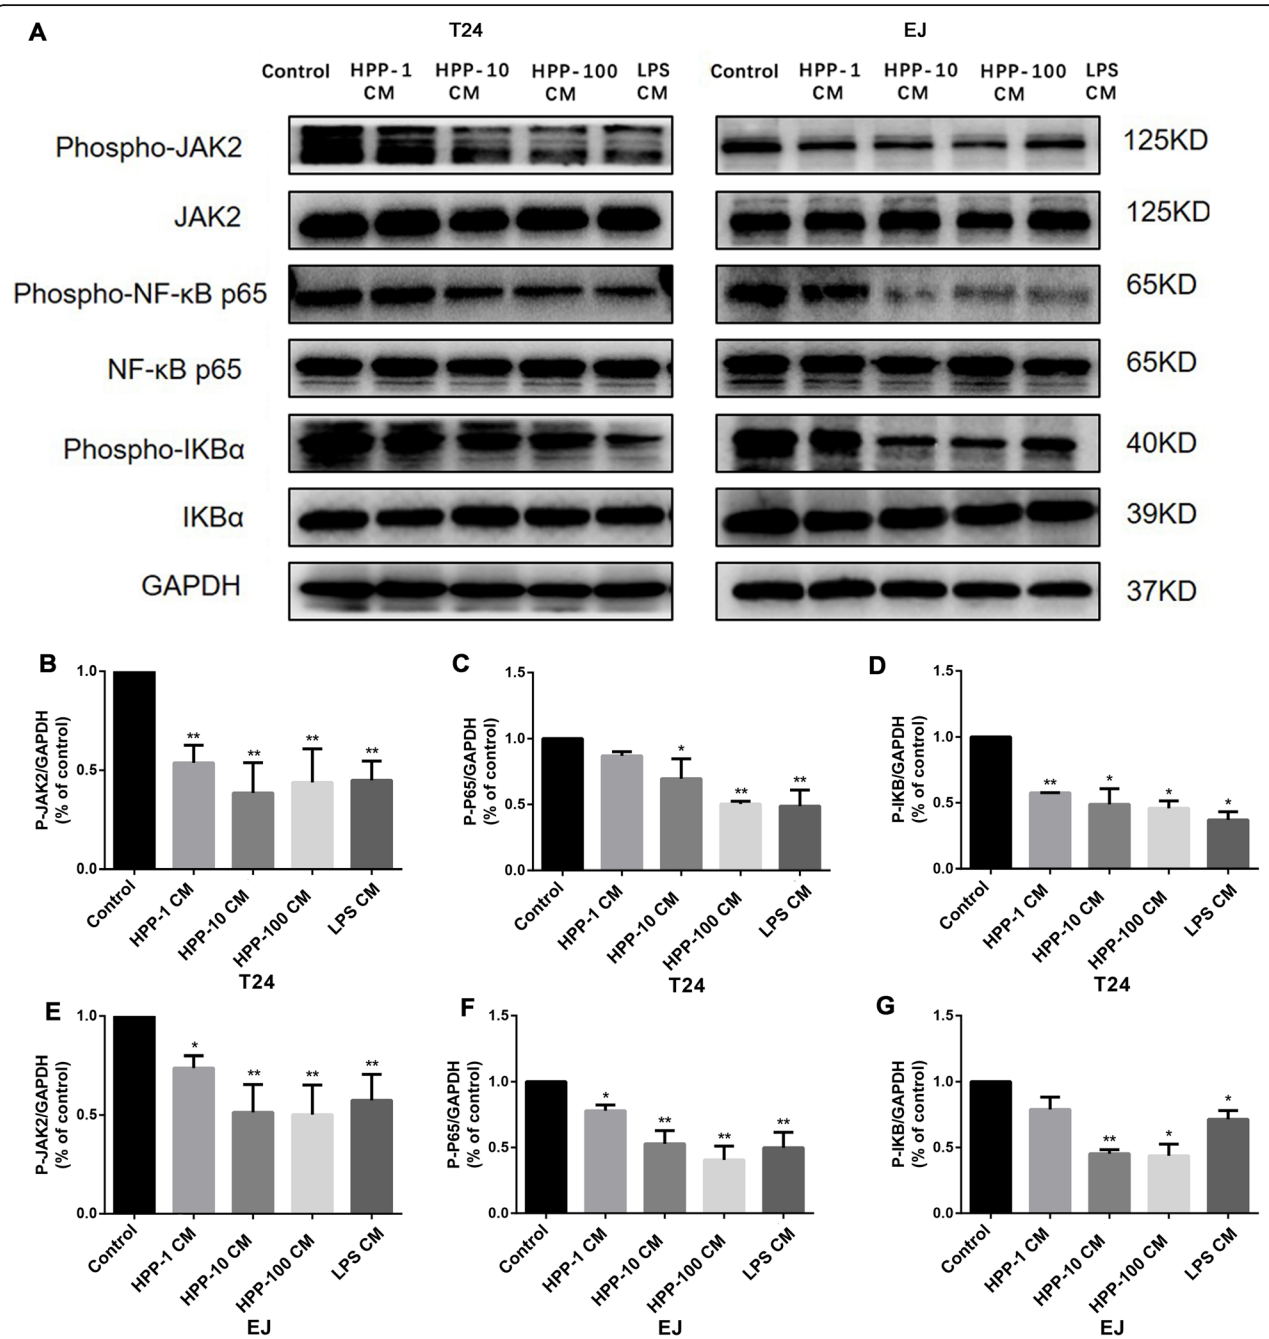 A
T24
EJ
Control HPP-1 CM HPP-10 CM HPP-100 CM LPS CM
Control HPP-1 CM HPP-10 CM HPP-100 CM LPS CM
Phospho-JAK2 125KD
JAK2 125KD
Phospho-NF-κB p65 65KD
NF-κB p65 65KD
Phospho-IKBα 40KD
IKBα 39KD
GAPDH 37KD
B
P-JAK2/GAPDH
(% of control)
1.0
0.5
0.0
** ** ** **
Control HPP-1 CM HPP-10 CM HPP-100 CM LPS CM
T24
C
P-P65/GAPDH
(% of control)
1.5
1.0
0.5
0.0
* ** **
Control HPP-1 CM HPP-10 CM HPP-100 CM LPS CM
T24
D
P-IKB/GAPDH
(% of control)
1.5
1.0
0.5
0.0
** * * *
Control HPP-1 CM HPP-10 CM HPP-100 CM LPS CM
T24
E
P-JAK2/GAPDH
(% of control)
1.0
0.5
0.0
* ** ** **
Control HPP-1 CM HPP-10 CM HPP-100 CM LPS CM
EJ
F
P-P65/GAPDH
(% of control)
1.5
1.0
0.5
0.0
* ** ** **
Control HPP-1 CM HPP-10 CM HPP-100 CM LPS CM
EJ
G
P-IKB/GAPDH
(% of control)
1.5
1.0
0.5
0.0
** * *
Control HPP-1 CM HPP-10 CM HPP-100 CM LPS CM
EJ